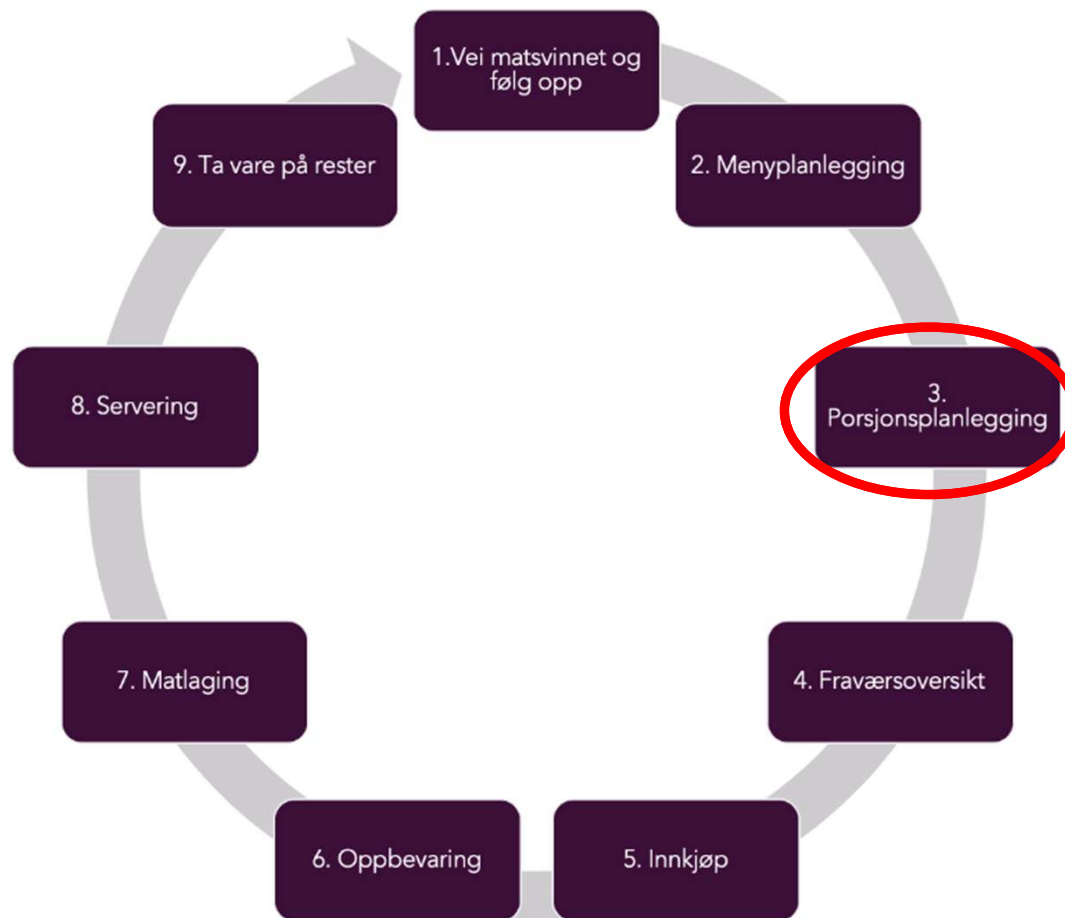 1.Vei matsvinnet og
følg opp
2. Menyplanlegging
3.
Porsjonsplanlegging
4. Fraværsoversikt
5. Innkjøp
6. Oppbevaring
7. Matlaging
8. Servering
9. Ta vare på rester